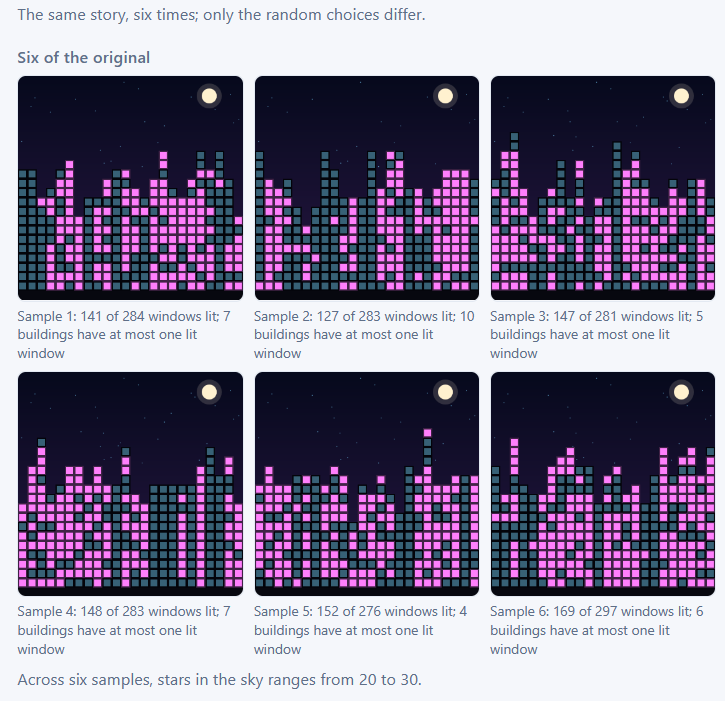 The same story, six times; only the random choices differ.
Six of the original
Sample 1: 141 of 284 windows lit; 7
buildings have at most one lit
window
Sample 2: 127 of 283 windows lit; 10
buildings have at most one lit
window
Sample 3: 147 of 281 windows lit; 5
buildings have at most one lit
window
Sample 4: 148 of 283 windows lit; 7
buildings have at most one lit
window
Sample 5: 152 of 276 windows lit; 4
buildings have at most one lit
window
Sample 6: 169 of 297 windows lit; 6
buildings have at most one lit
window
Across six samples, stars in the sky ranges from 20 to 30.